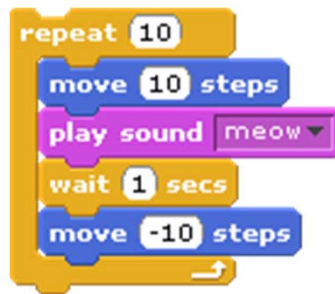 repeat 10
move 10 steps
play sound meow
wait 1 secs
move -10 steps